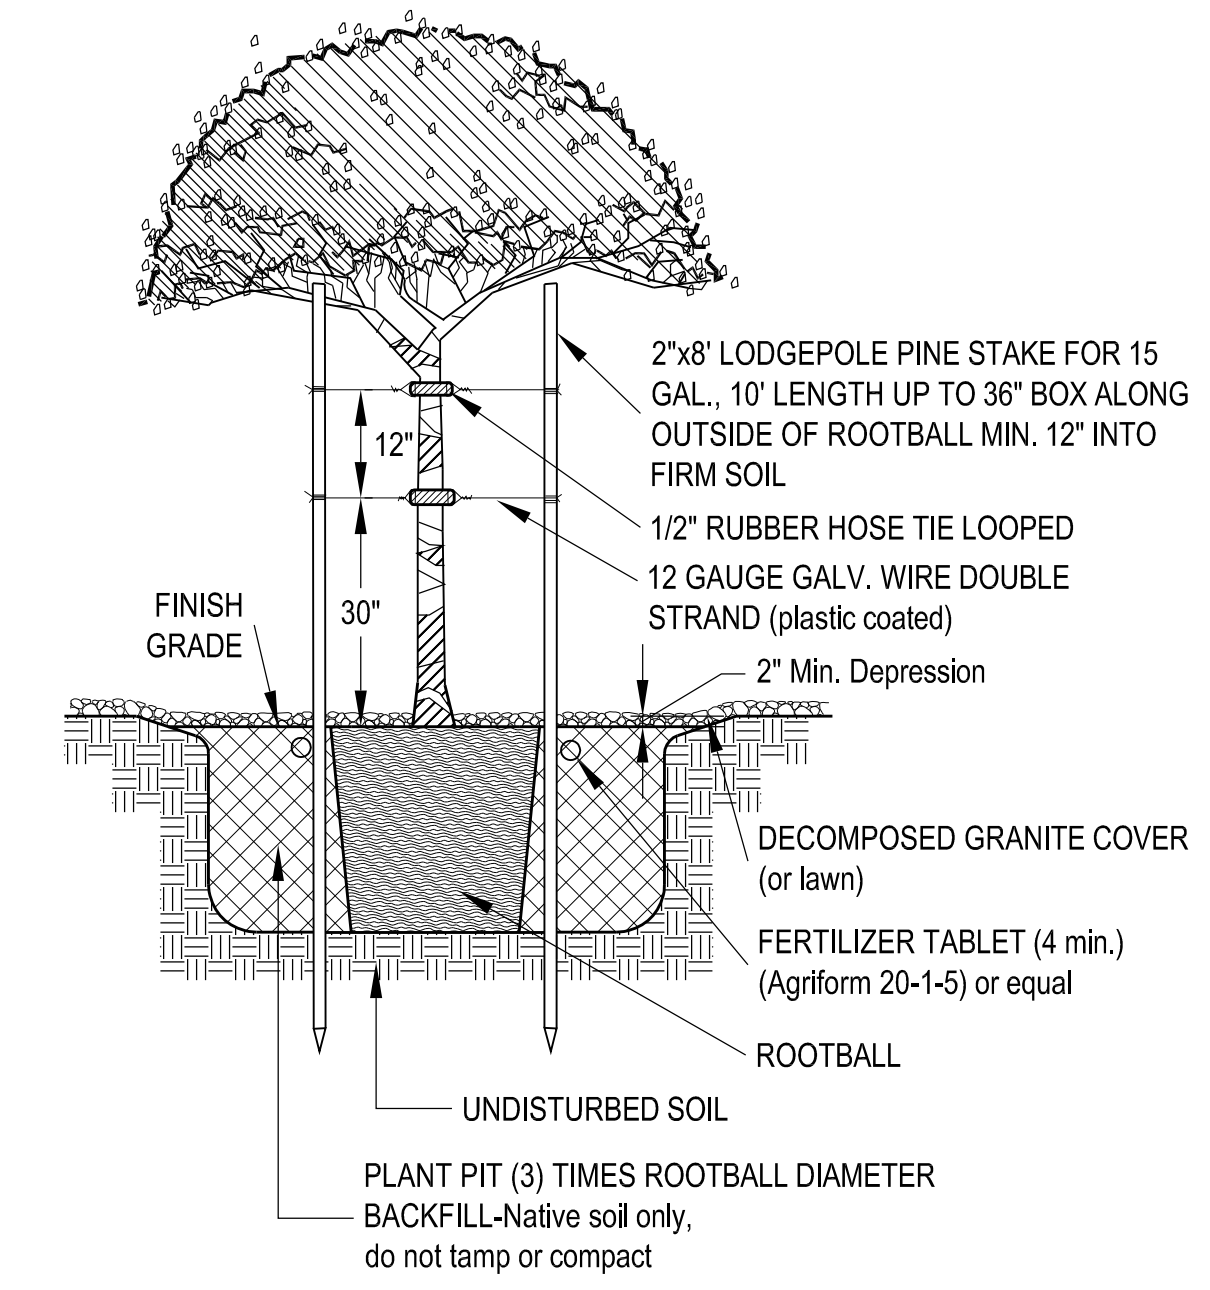 2"x8' LODGEPOLE PINE STAKE FOR 15
GAL., 10' LENGTH UP TO 36" BOX ALONG
OUTSIDE OF ROOTBALL MIN. 12" INTO
FIRM SOIL
12"
1/2" RUBBER HOSE TIE LOOPED
12 GAUGE GALV. WIRE DOUBLE
STRAND (plastic coated)
30"
FINISH
GRADE
2" Min. Depression
DECOMPOSED GRANITE COVER
(or lawn)
FERTILIZER TABLET (4 min.)
(Agriform 20-1-5) or equal
ROOTBALL
UNDISTURBED SOIL
PLANT PIT (3) TIMES ROOTBALL DIAMETER
BACKFILL-Native soil only,
do not tamp or compact